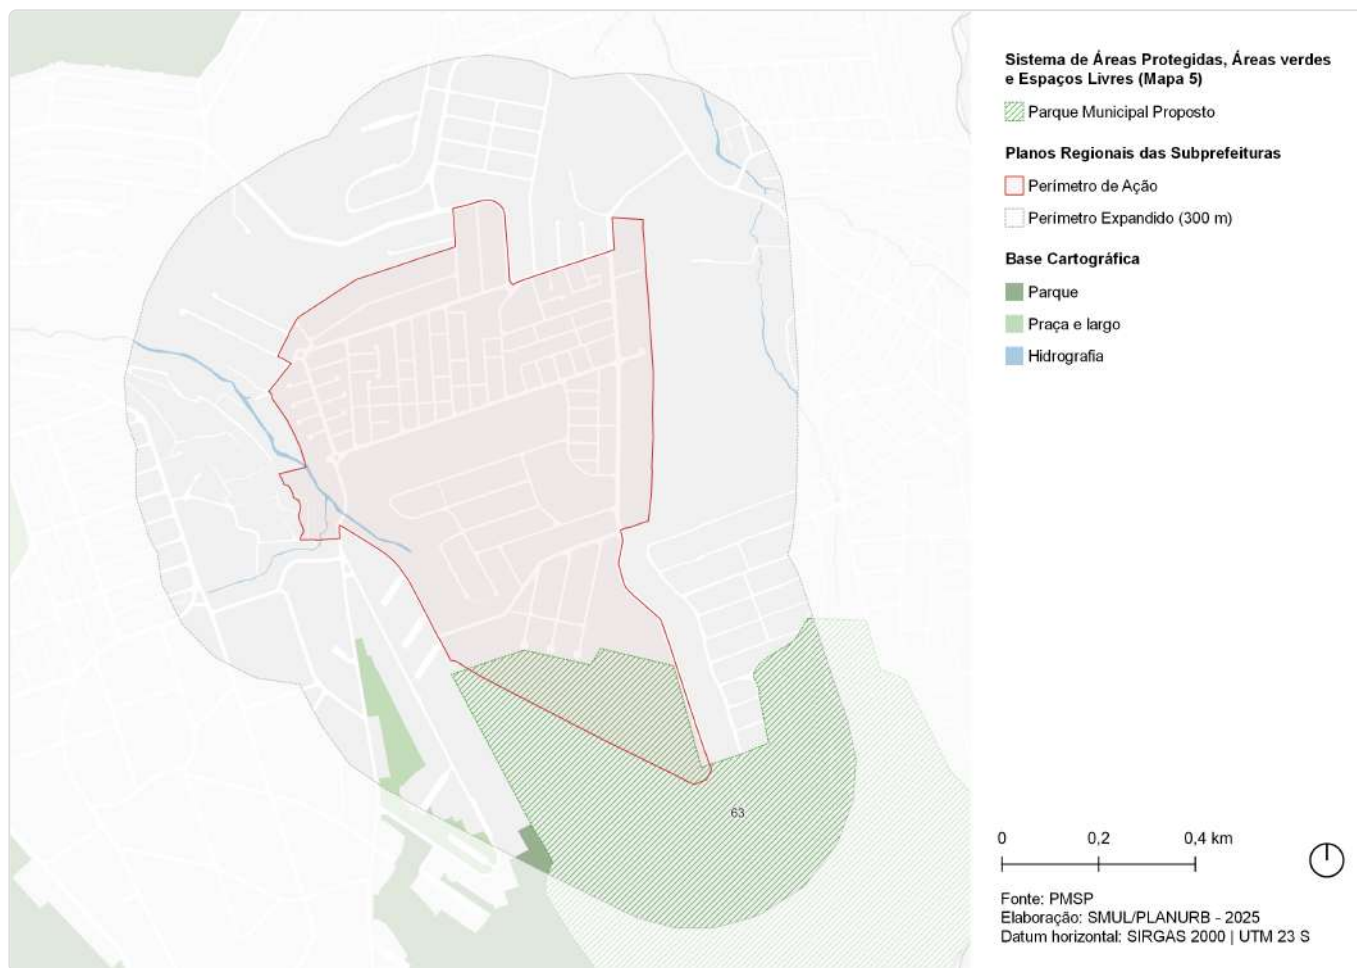 Sistema de Áreas Protegidas, Áreas verdes
e Espaços Livres (Mapa 5)
Parque Municipal Proposto
Planos Regionais das Subprefeituras
Perímetro de Ação
Perímetro Expandido (300 m)
Base Cartográfica
Parque
Praça e largo
Hidrografia
63
0 0,2 0,4 km
Fonte: PMSP
Elaboração: SMUL/PLANURB - 2025
Datum horizontal: SIRGAS 2000 | UTM 23 S